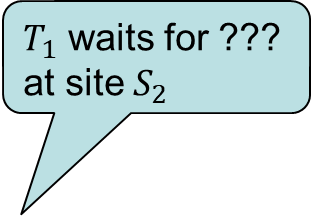 T₁ waits for ???
at site S₂